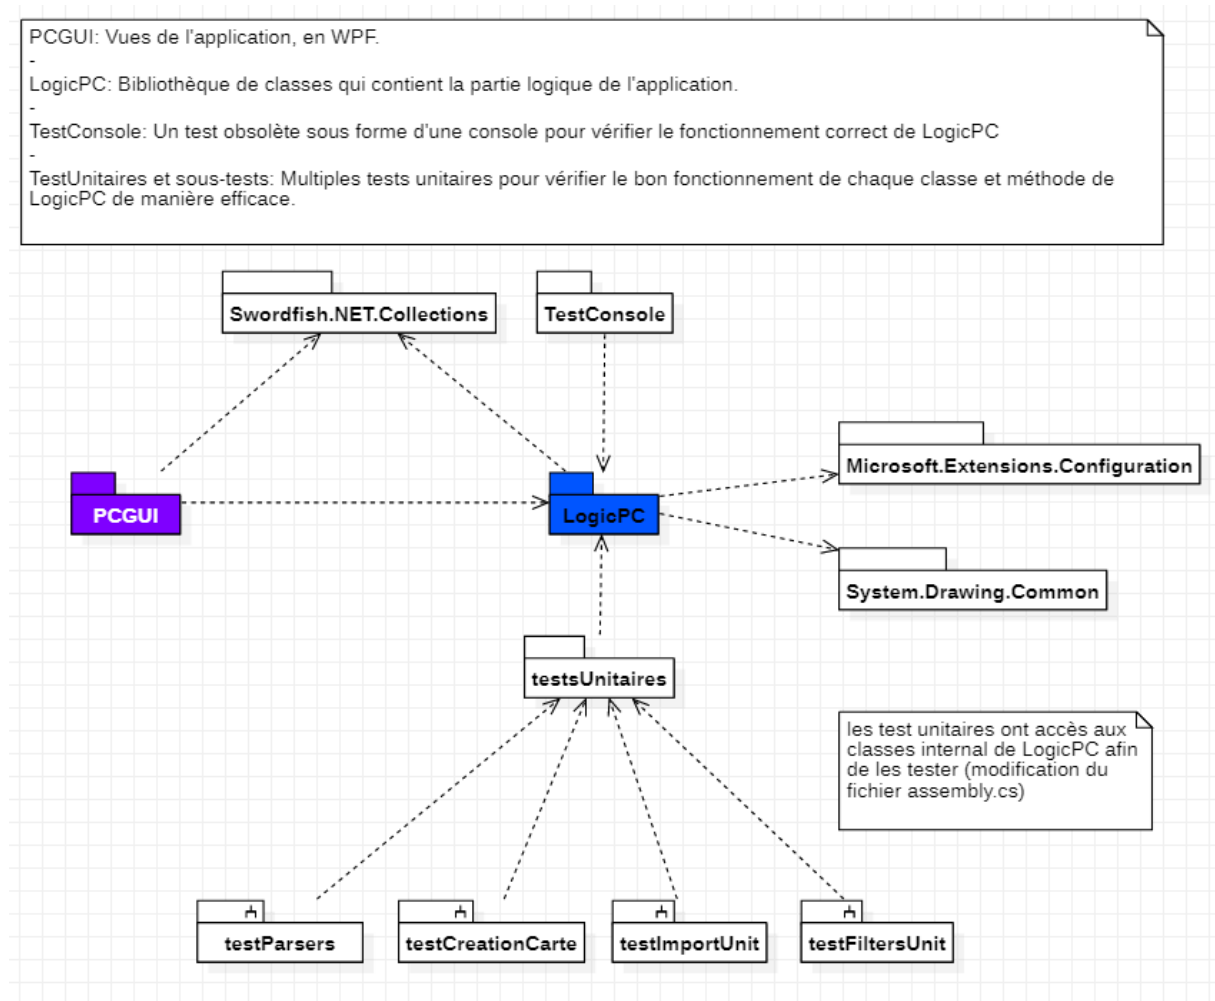 PCGUI: Vues de l'application, en WPF.
-
LogicPC: Bibliothèque de classes qui contient la partie logique de l'application.
-
TestConsole: Un test obsolète sous forme d'une console pour vérifier le fonctionnement correct de LogicPC
-
TestUnitaires et sous-tests: Multiples tests unitaires pour vérifier le bon fonctionnement de chaque classe et méthode de
LogicPC de manière efficace.
Swordfish.NET.Collections
TestConsole
Microsoft.Extensions.Configuration
PCGUI
LogicPC
System.Drawing.Common
testsUnitaires
les test unitaires ont accès aux
classes internal de LogicPC afin
de les tester (modification du
fichier assembly.cs)
testParsers
testCreationCarte
testImportUnit
testFiltersUnit